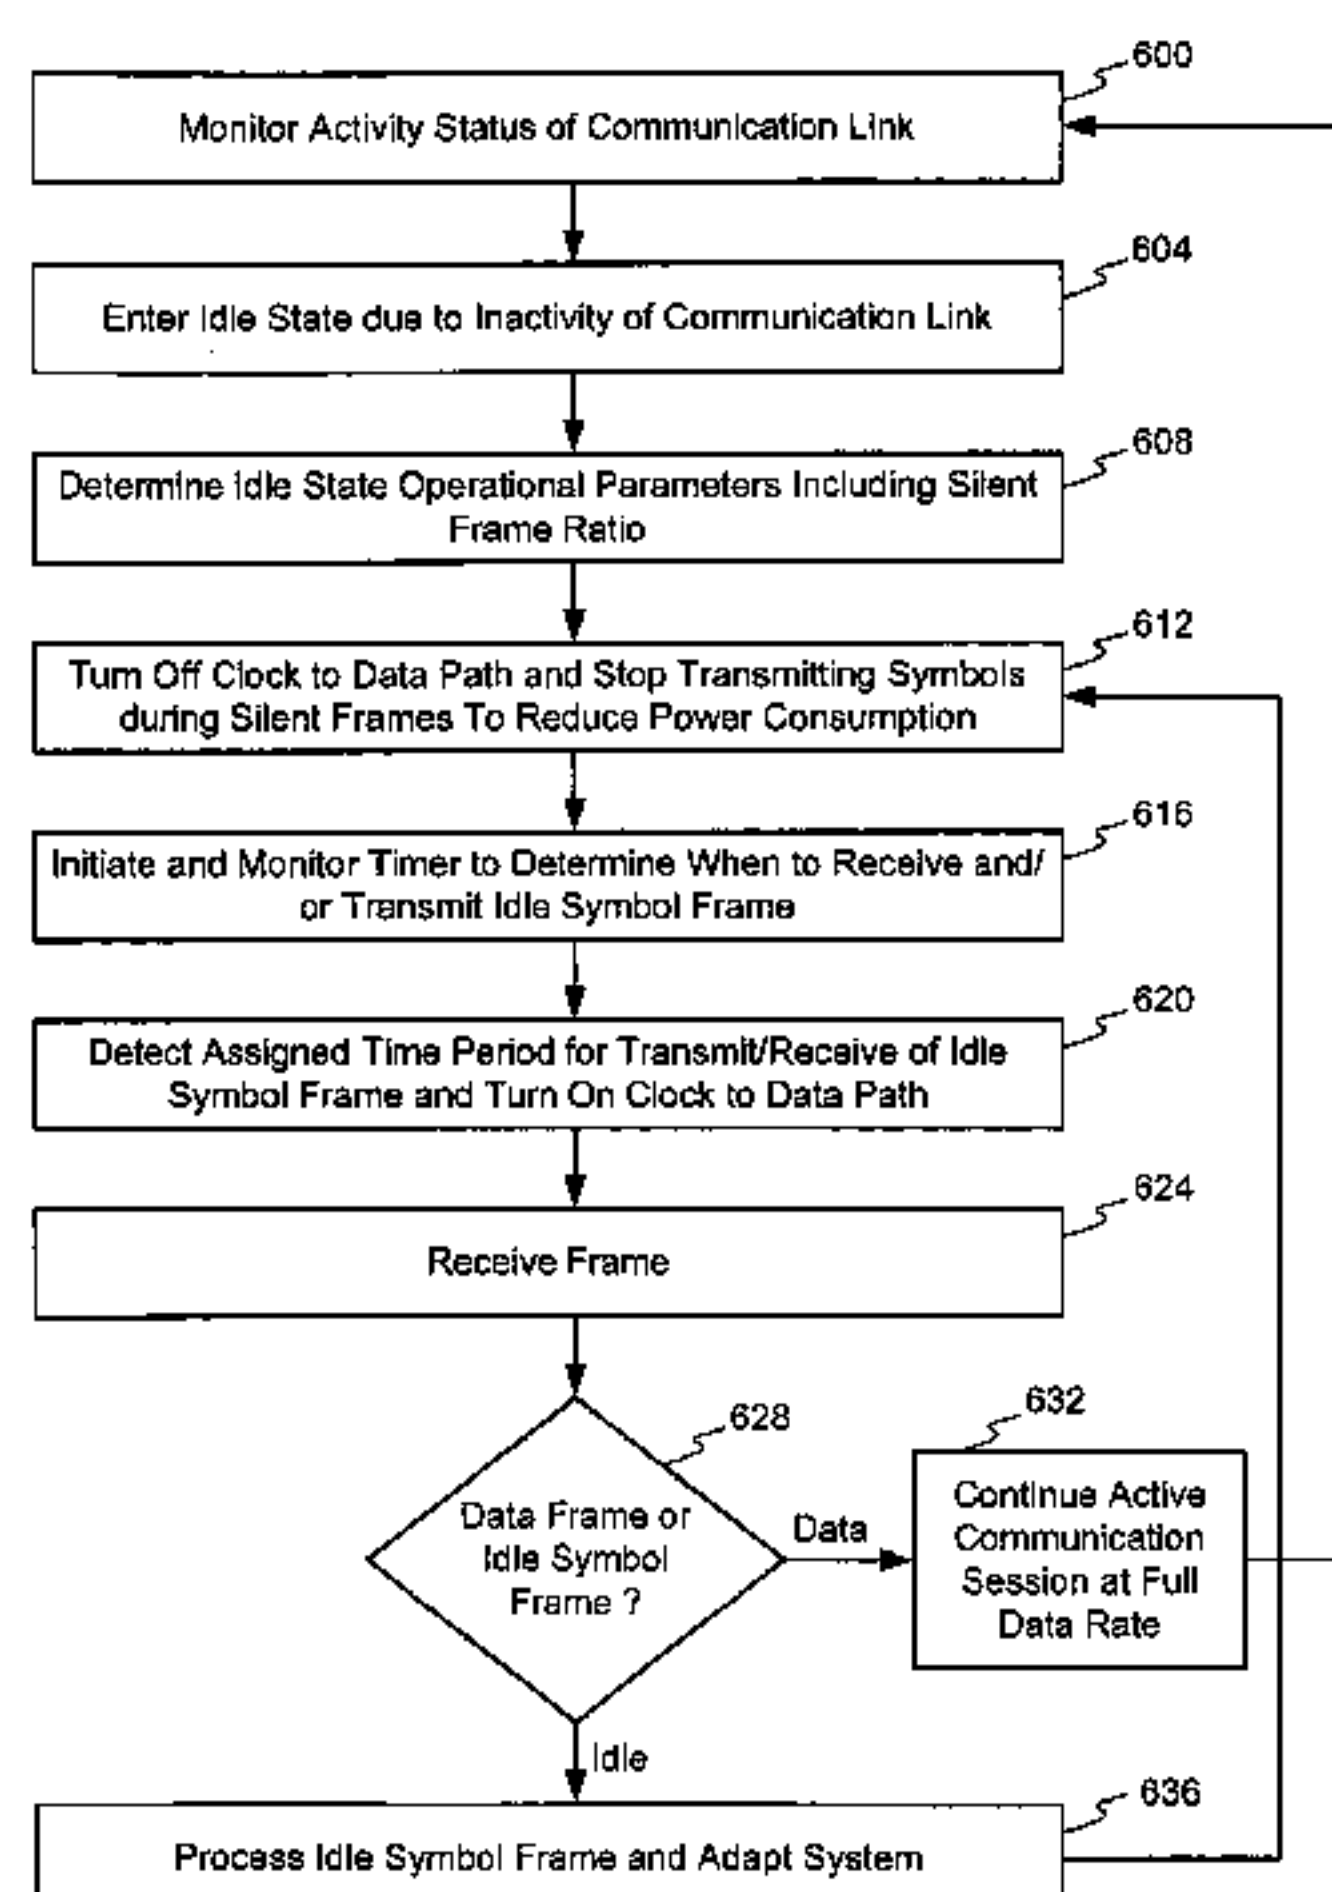 600
Monitor Activity Status of Communication Link
604
Enter Idle State due to Inactivity of Communication Link
608
Determine Idle State Operational Parameters Including Silent
Frame Ratio
612
Turn Off Clock to Data Path and Stop Transmitting Symbols
during Silent Frames To Reduce Power Consumption
616
Initiate and Monitor Timer to Determine When to Receive and/
or Transmit Idle Symbol Frame
620
Detect Assigned Time Period for Transmit/Receive of Idle
Symbol Frame and Turn On Clock to Data Path
624
Receive Frame
628
Data Frame or
Idle Symbol
Frame ?
Data
632
Continue Active
Communication
Session at Full
Data Rate
Idle
636
Process Idle Symbol Frame and Adapt System